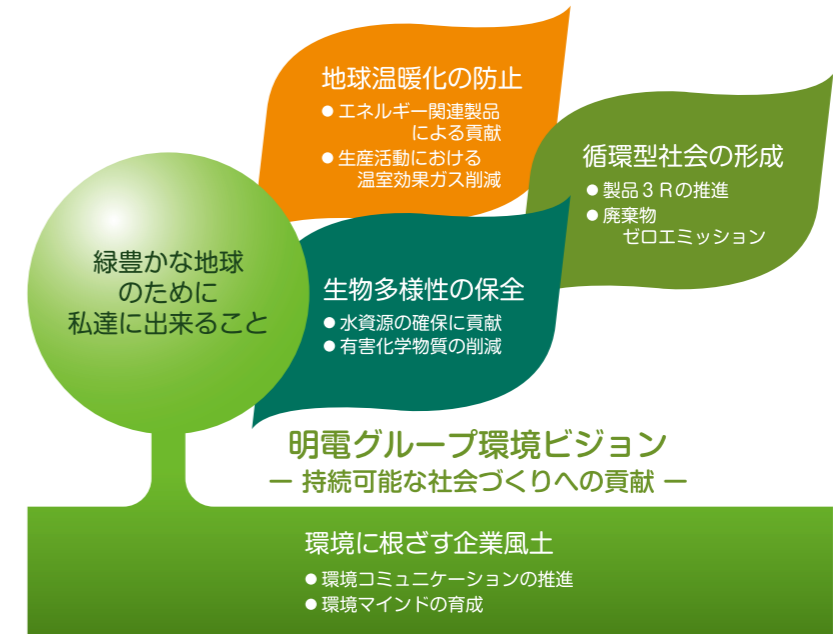 地球温暖化の防止
● エネルギー関連製品
による貢献
● 生産活動における
温室効果ガス削減
循環型社会の形成
● 製品3Rの推進
● 廃棄物
ゼロエミッション
緑豊かな地球
のために
私達に出来ること
生物多様性の保全
● 水資源の確保に貢献
● 有害化学物質の削減
明電グループ環境ビジョン
ー 持続可能な社会づくりへの貢献 ー
環境に根ざす企業風土
● 環境コミュニケーションの推進
● 環境マインドの育成